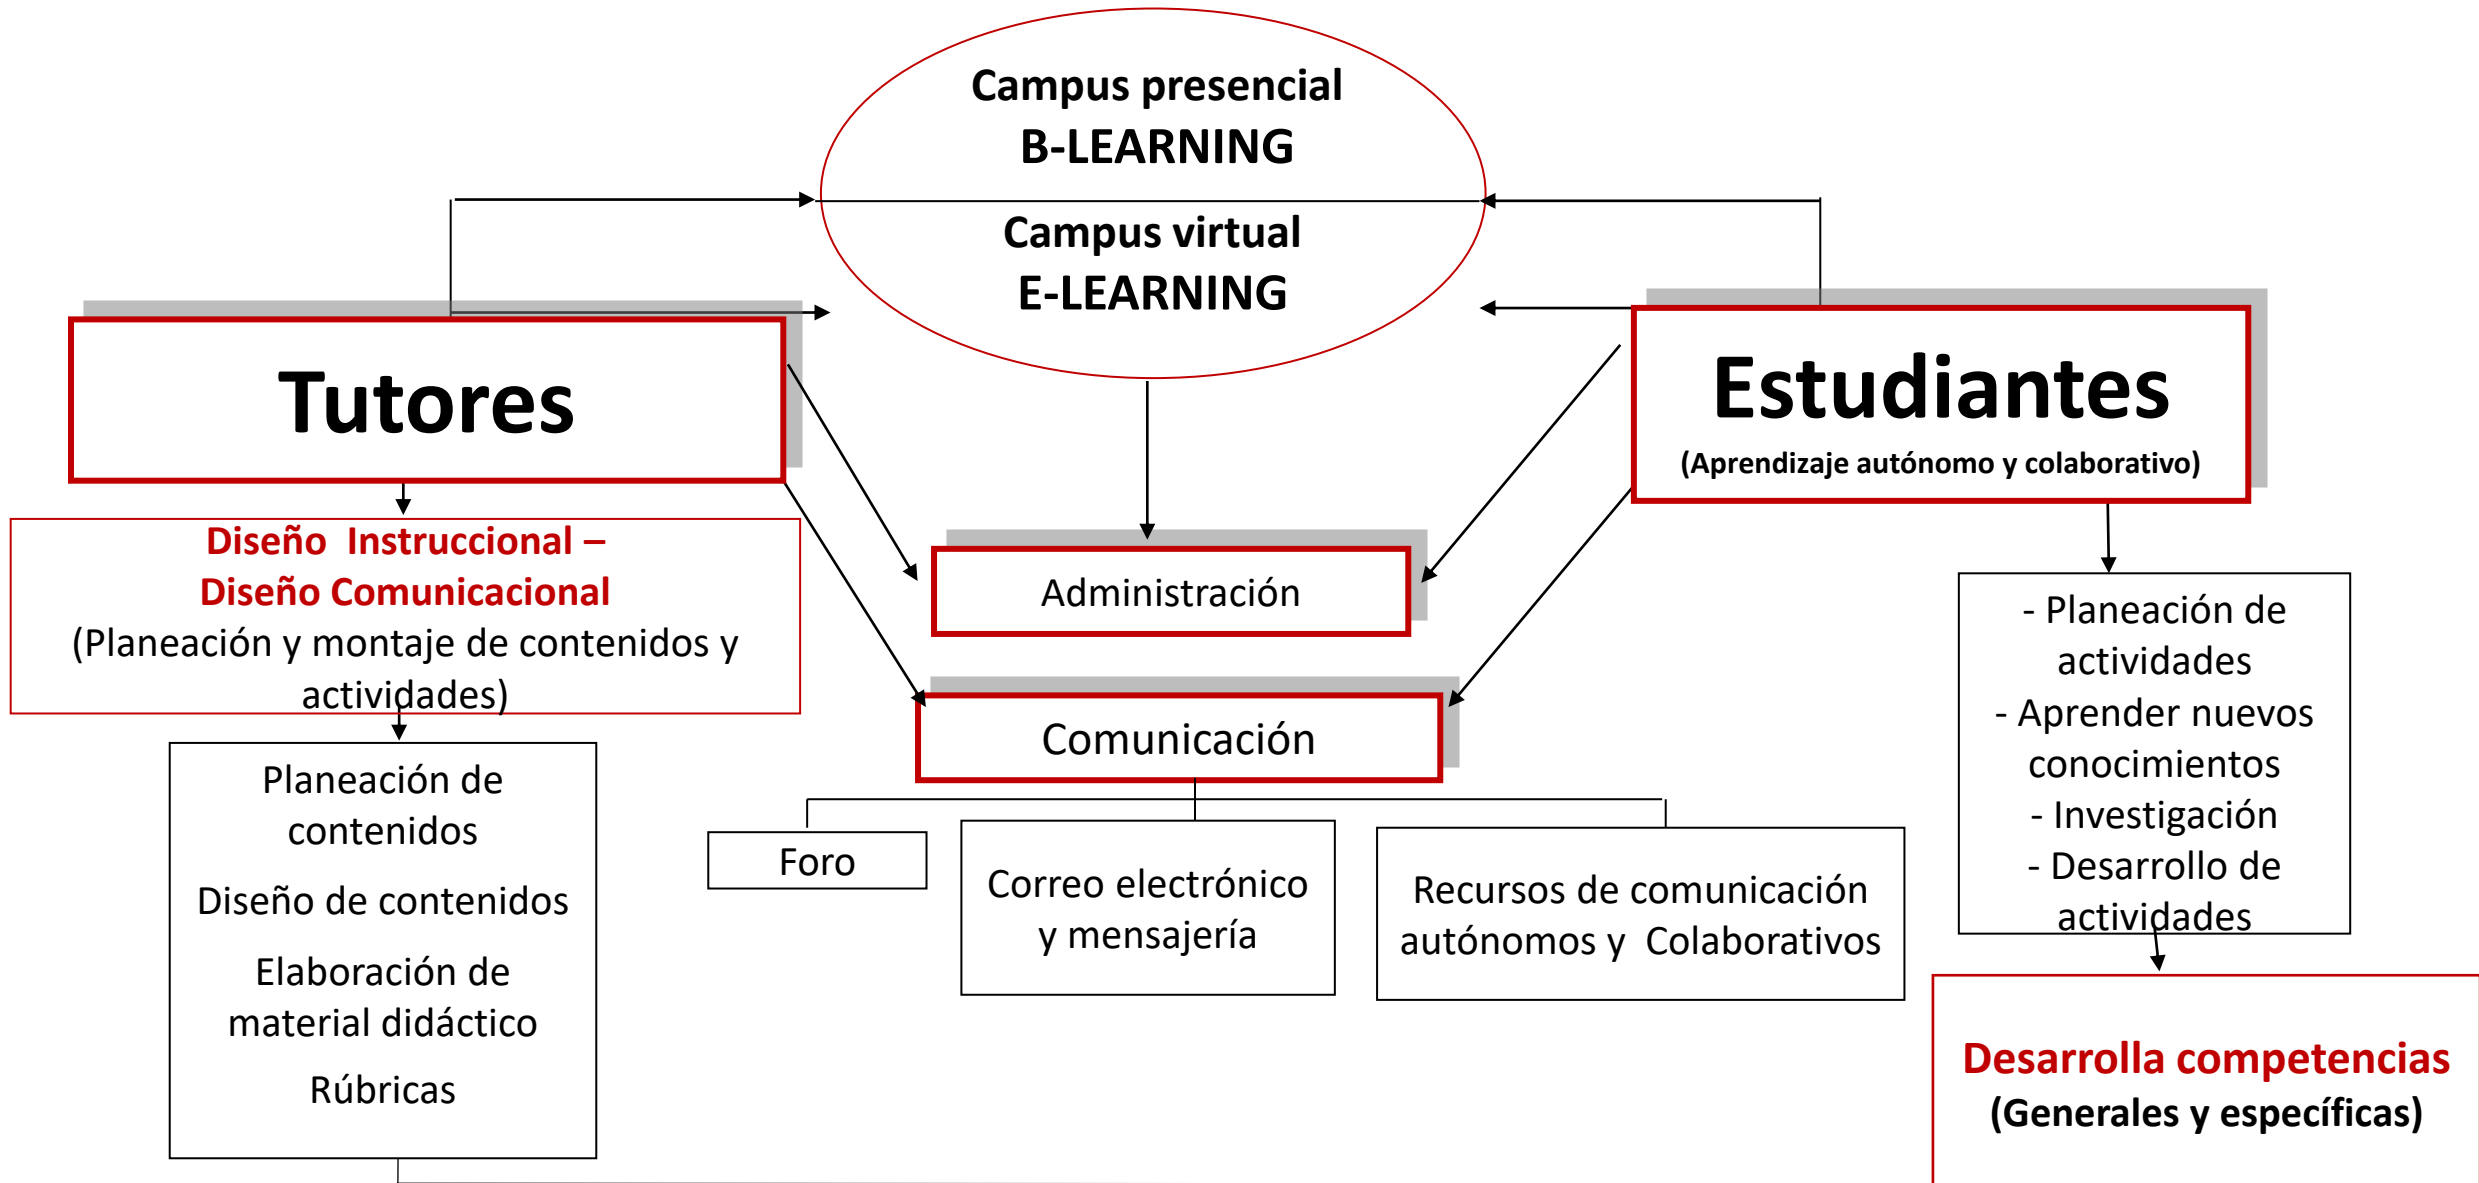 Campus presencial
B-LEARNING
Campus virtual
E-LEARNING
Tutores
Estudiantes
(Aprendizaje autónomo y colaborativo)
Diseño  Instruccional –
Diseño Comunicacional
(Planeación y montaje de contenidos y
actividades)
Administración
Comunicación
Planeación de
contenidos
Diseño de contenidos
Elaboración de
material didáctico
Rúbricas
Foro
Correo electrónico
y mensajería
Recursos de comunicación
autónomos y  Colaborativos
- Planeación de
actividades
- Aprender nuevos
conocimientos
- Investigación
- Desarrollo de
actividades
Desarrolla competencias
(Generales y específicas)